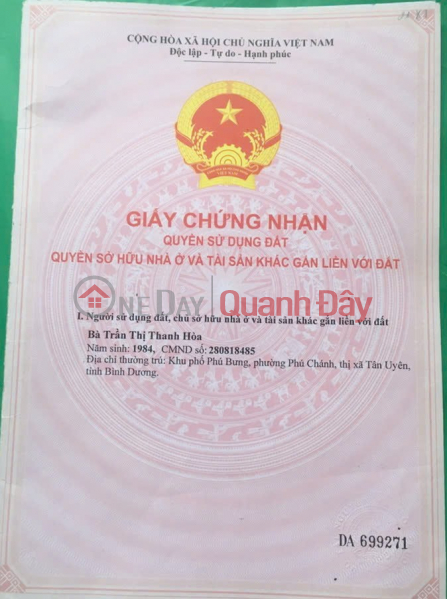 CỘNG HÒA XÃ HỘI CHỦ NGHĨA VIỆT NAM
Độc lập - Tự do - Hạnh phúc
GIẤY CHỨNG NHẬN
QUYỀN SỬ DỤNG ĐẤT
QUYỀN SỞ HỮU NHÀ Ở VÀ TÀI SẢN KHÁC GẮN LIỀN VỚI ĐẤT
ONEDAY Quanh Đây
I. Người sử dụng đất, chủ sở hữu nhà ở và tài sản khác gắn liền với đất
Bà Trần Thị Thanh Hòa
Năm sinh: 1984, CMND số: 280818485
Địa chỉ thường trú: Khu phố Phú Bưng, phường Phú Chánh, thị xã Tân Uyên,
tỉnh Bình Dương.
DA 699271